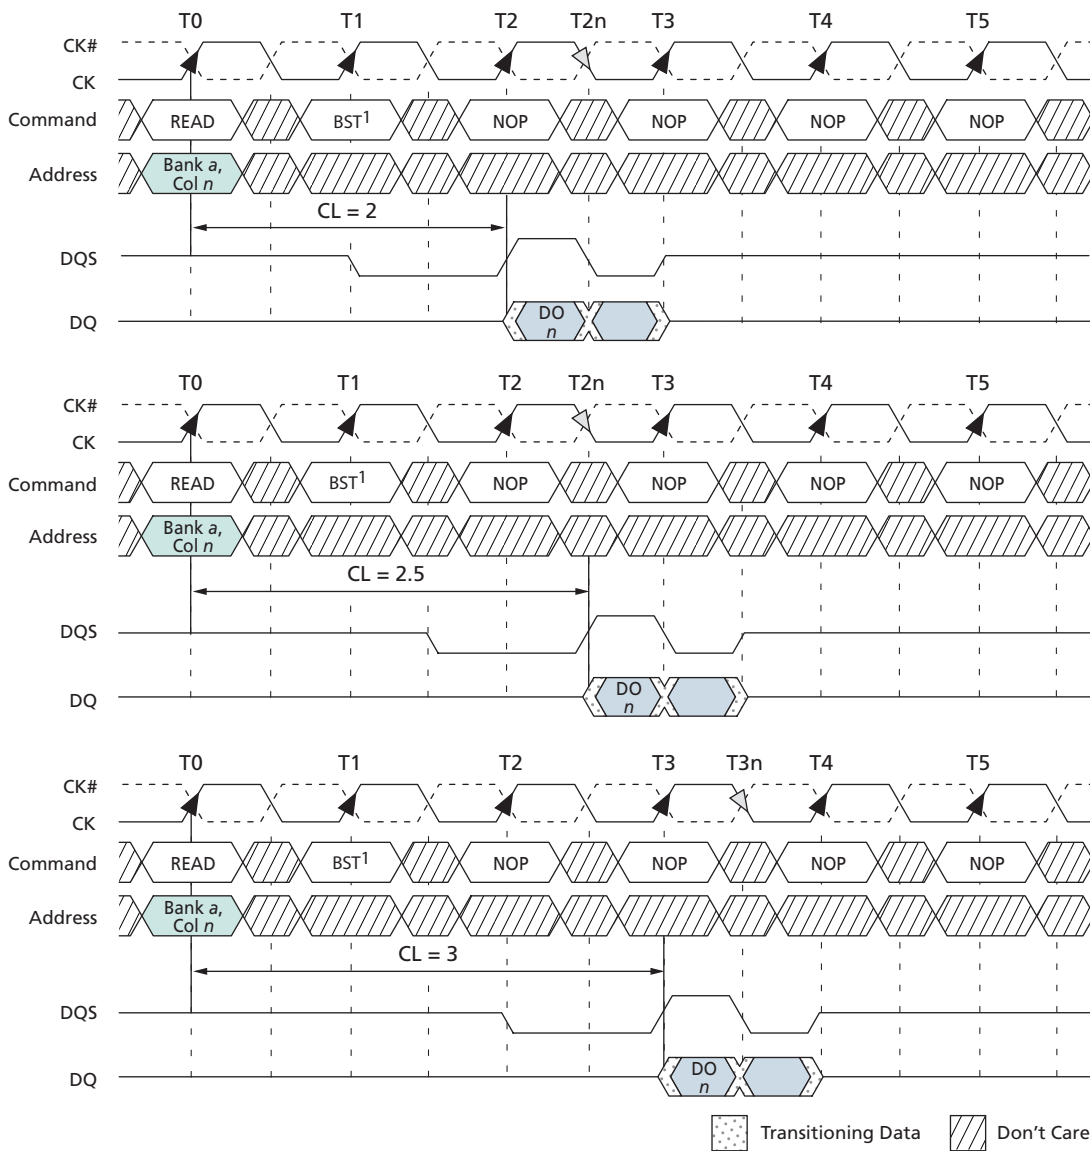 T0 T1 T2 T2n T3 T4 T5
CK#
CK
Command READ BST1 NOP NOP NOP NOP
Address Bank a,
Col n
CL = 2
DQS
DQ DO
n
T0 T1 T2 T2n T3 T4 T5
CK#
CK
Command READ BST1 NOP NOP NOP NOP
Address Bank a,
Col n
CL = 2.5
DQS
DQ DO
n
T0 T1 T2 T3 T3n T4 T5
CK#
CK
Command READ BST1 NOP NOP NOP NOP
Address Bank a,
Col n
CL = 3
DQS
DQ DO
n
Transitioning Data Don't Care